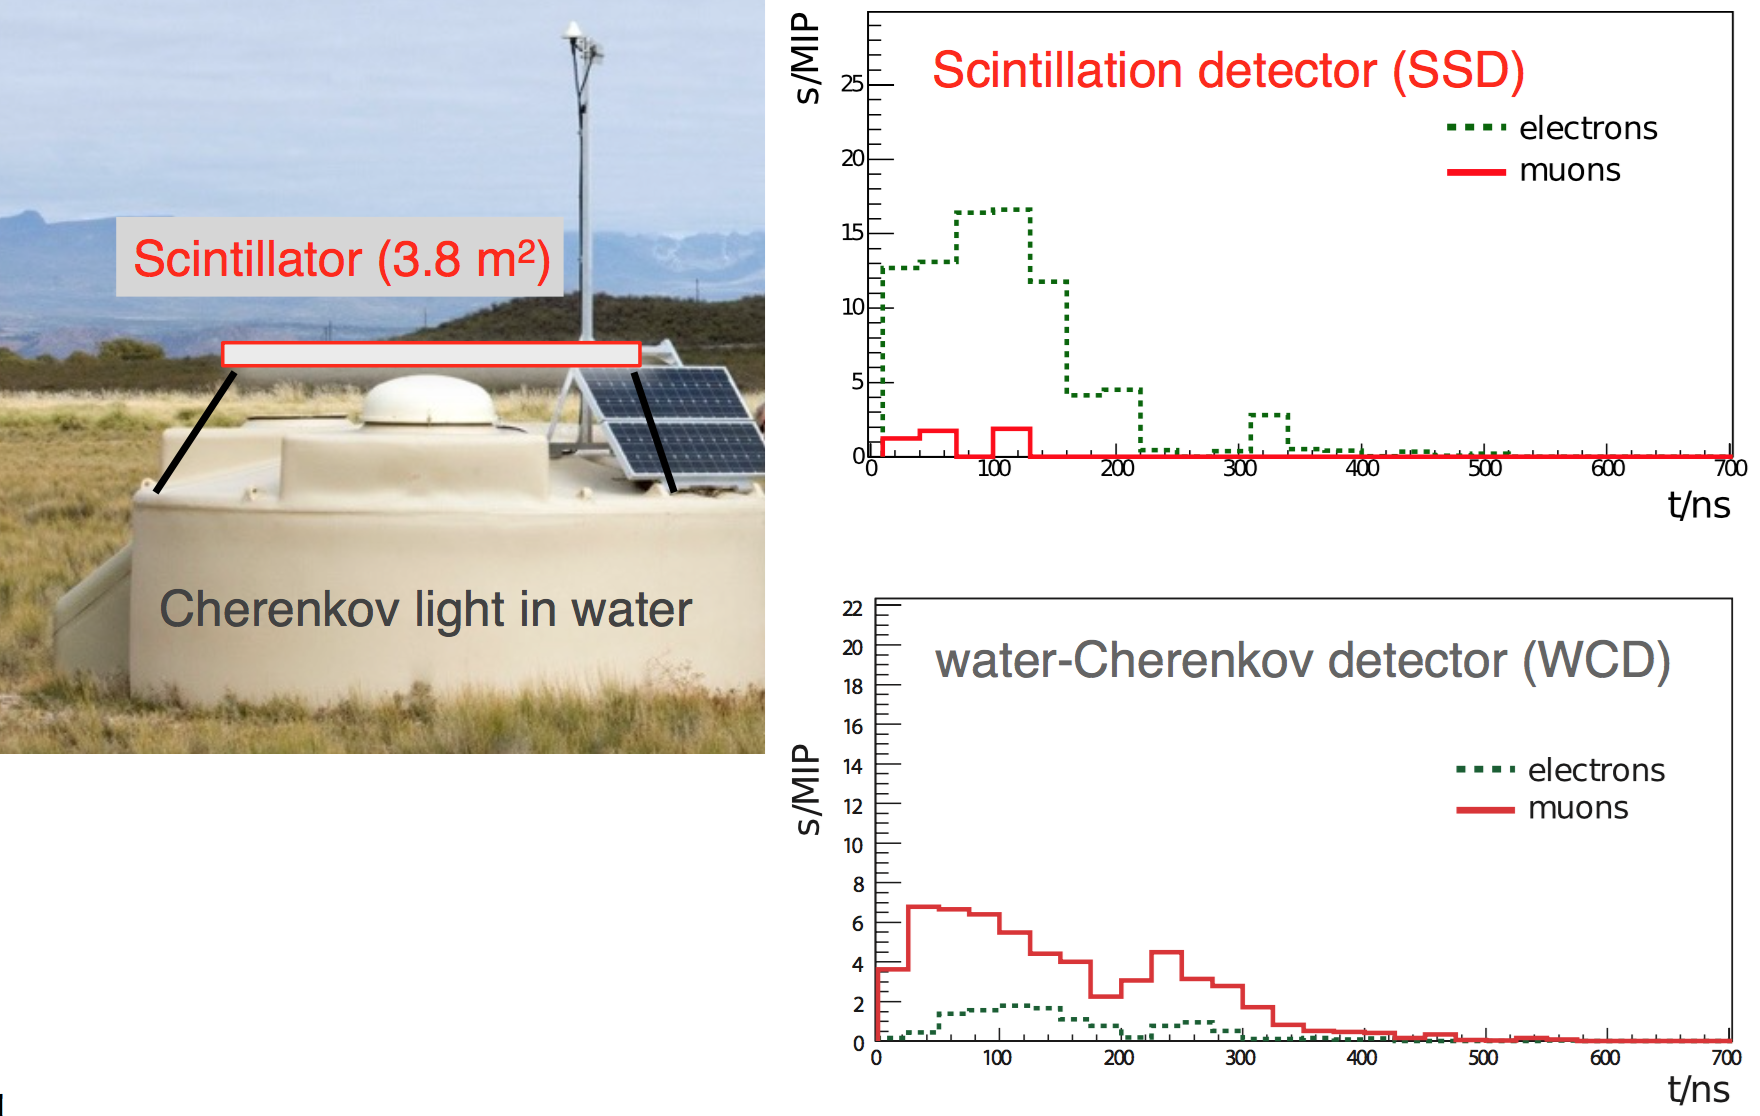 Scintillator (3.8 m²)
Cherenkov light in water
Scintillation detector (SSD)
s/MIP
electrons
muons
25
20
15
10
5
0
0 100 200 300 400 500 600 700
t/ns
water-Cherenkov detector (WCD)
s/MIP
electrons
muons
22
20
18
16
14
12
10
8
6
4
2
0
0 100 200 300 400 500 600 700
t/ns